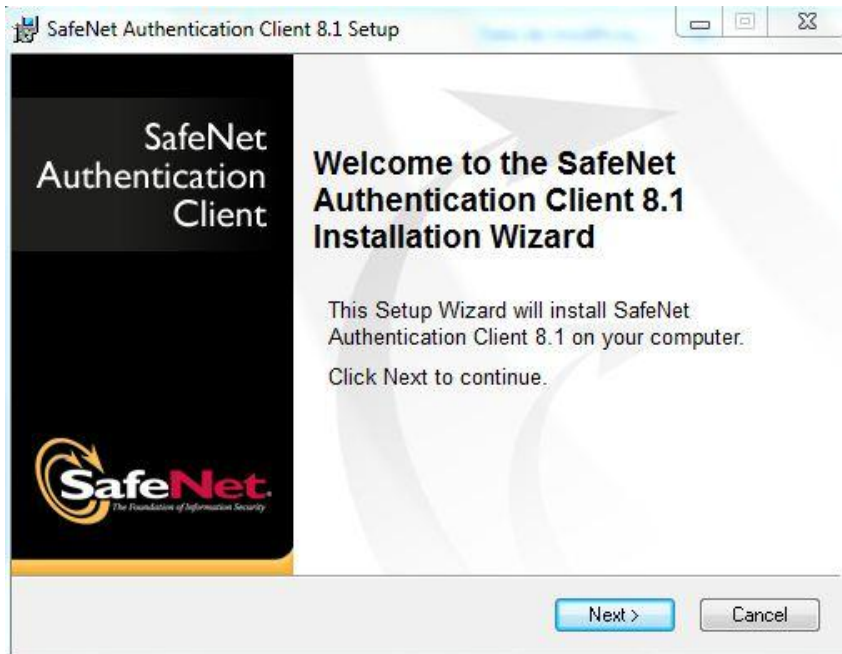 SafeNet Authentication Client 8.1 Setup
SafeNet
Authentication
Client
Welcome to the SafeNet
Authentication Client 8.1
Installation Wizard
This Setup Wizard will install SafeNet
Authentication Client 8.1 on your computer.
Click Next to continue.
SafeNet.
The Foundation of Information Security
Next >
Cancel